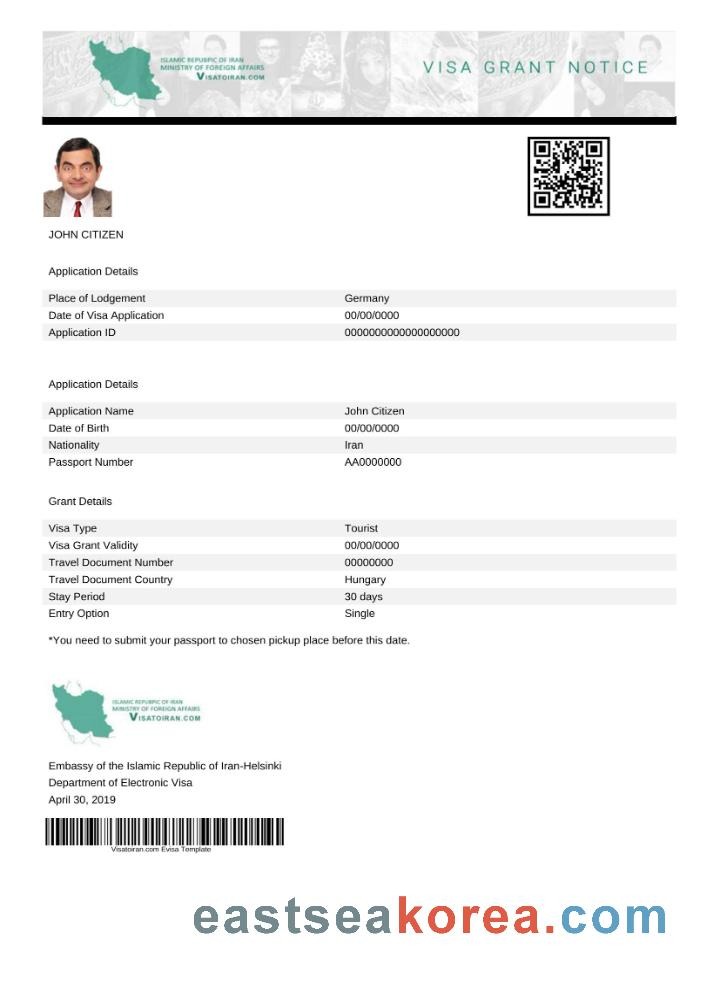 ISLAMIC REPUBPIC OF IRAN
MINISTRY OF FOREIGN AFFAIRS
VISATOIRAN.COM
VISA GRANT NOTICE
JOHN CITIZEN
Application Details
Place of Lodgement Germany
Date of Visa Application 00/00/0000
Application ID 0000000000000000000
Application Details
Application Name John Citizen
Date of Birth 00/00/0000
Nationality Iran
Passport Number AA0000000
Grant Details
Visa Type Tourist
Visa Grant Validity 00/00/0000
Travel Document Number 00000000
Travel Document Country Hungary
Stay Period 30 days
Entry Option Single
*You need to submit your passport to chosen pickup place before this date.
ISLAMIC REPUBPIC OF IRAN
MINISTRY OF FOREIGN AFFAIRS
VISATOIRAN.COM
Embassy of the Islamic Republic of Iran-Helsinki
Department of Electronic Visa
April 30, 2019
Visatoiran.com Evisa Template
eastseakorea.com